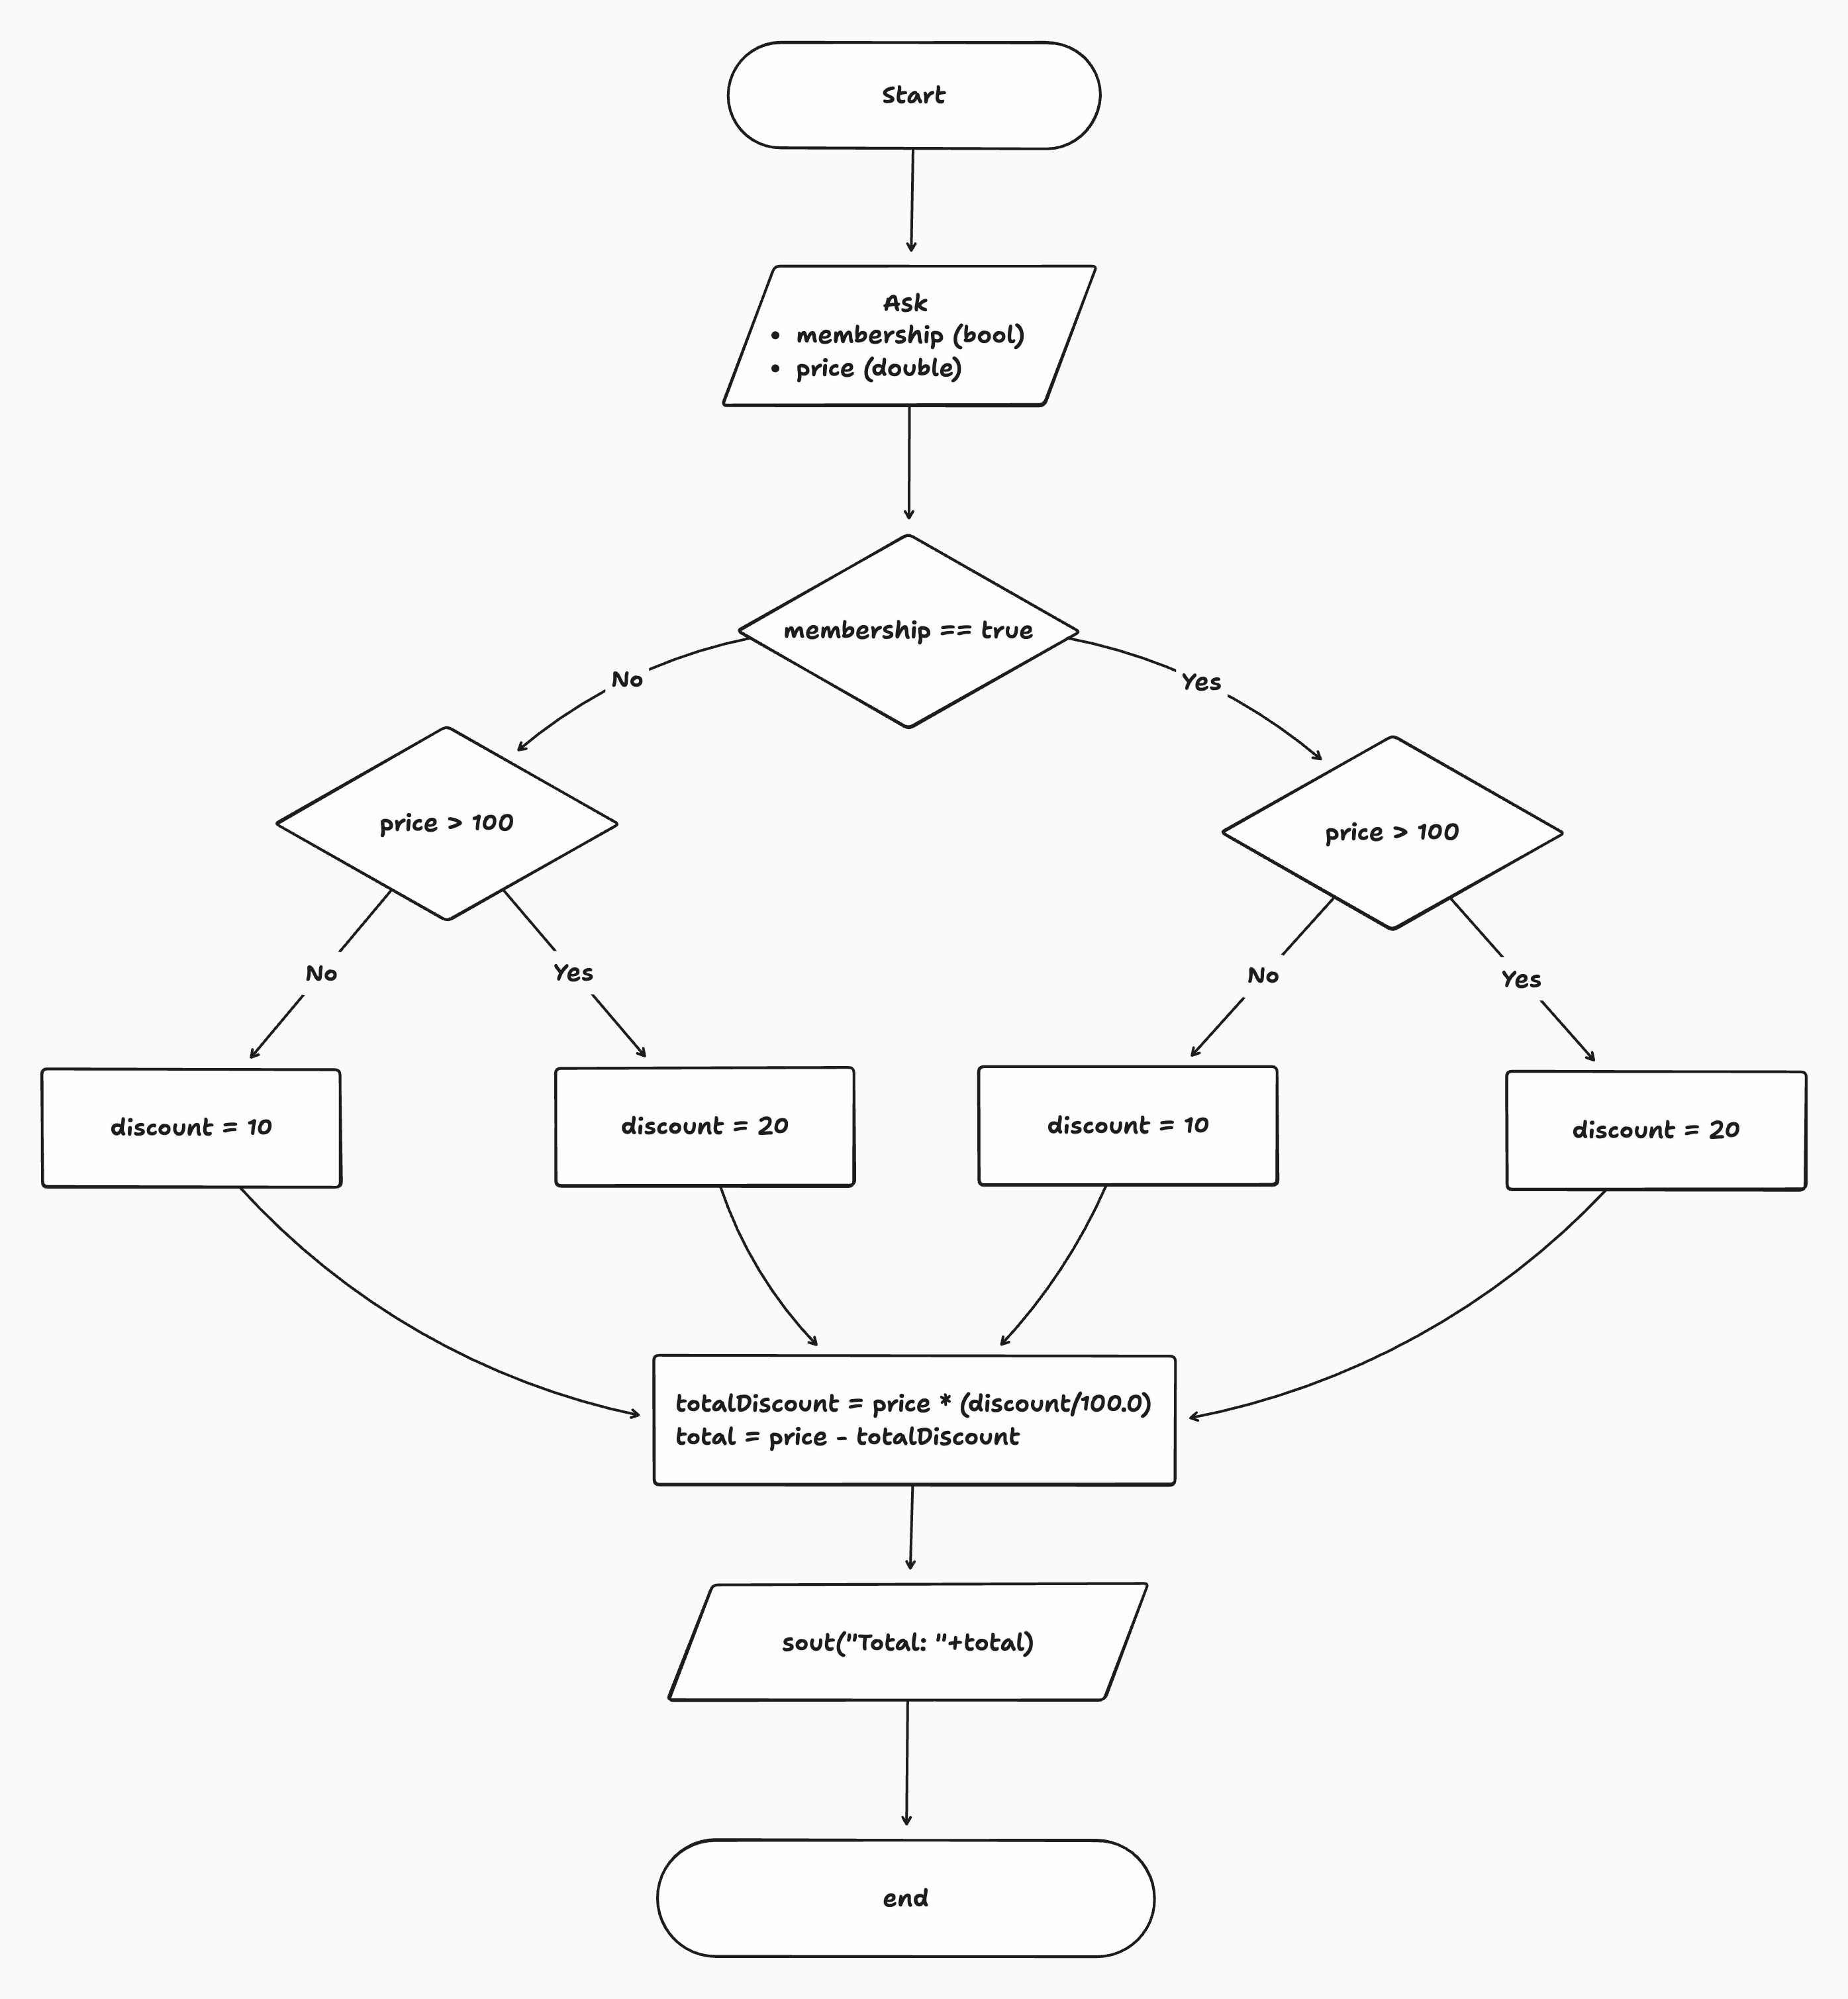 Start
Ask
• membership (bool)
• price (double)
membership == true
No
Yes
price > 100
price > 100
No
Yes
No
Yes
discount = 10
discount = 20
discount = 10
discount = 20
totalDiscount = price * (discount/100.0)
total = price - totalDiscount
sout("Total: "+total)
end